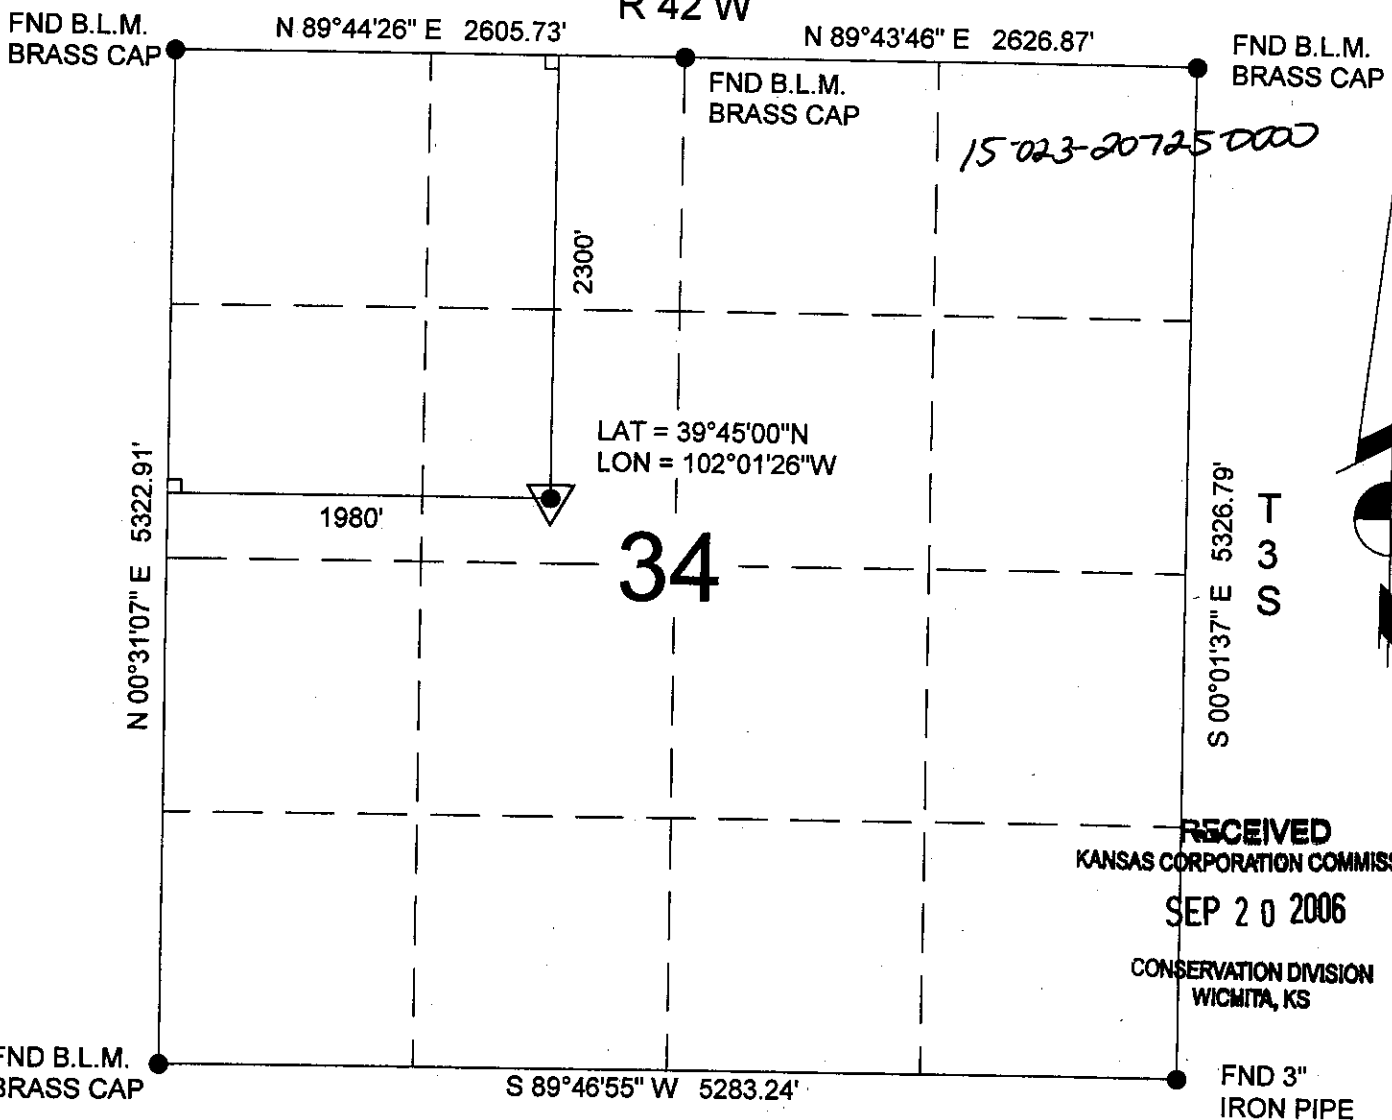 R 42 W
FND B.L.M.
BRASS CAP
N 89°44'26" E 2605.73'
N 89°43'46" E 2626.87'
FND B.L.M.
BRASS CAP
FND B.L.M.
BRASS CAP
15-023-20725-0000
2300'
LAT = 39°45'00"N
LON = 102°01'26"W
1980'
34
N 00°31'07" E 5322.91'
S 00°01'37" E 5326.79'
T
3
S
RECEIVED
KANSAS CORPORATION COMMISS
SEP 20 2006
CONSERVATION DIVISION
WICHITA, KS
FND B.L.M.
BRASS CAP
S 89°46'55" W 5283.24'
FND 3"
IRON PIPE